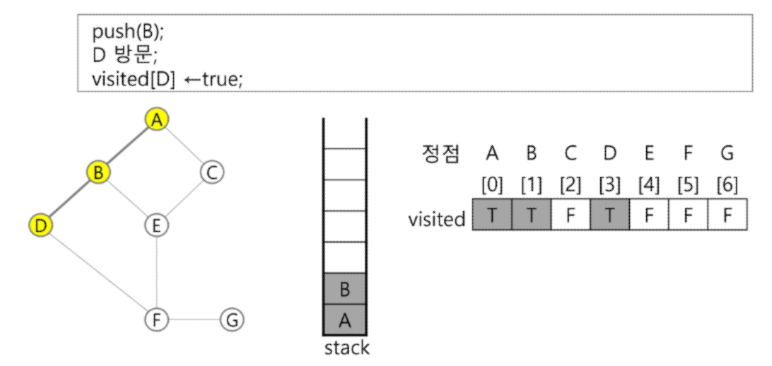 push(B);
D 방문;
visited[D] ←true;
A
B
C
D
E
F
G
B
A
stack
정점 A B C D E F G
[0] [1] [2] [3] [4] [5] [6]
visited T T F T F F F